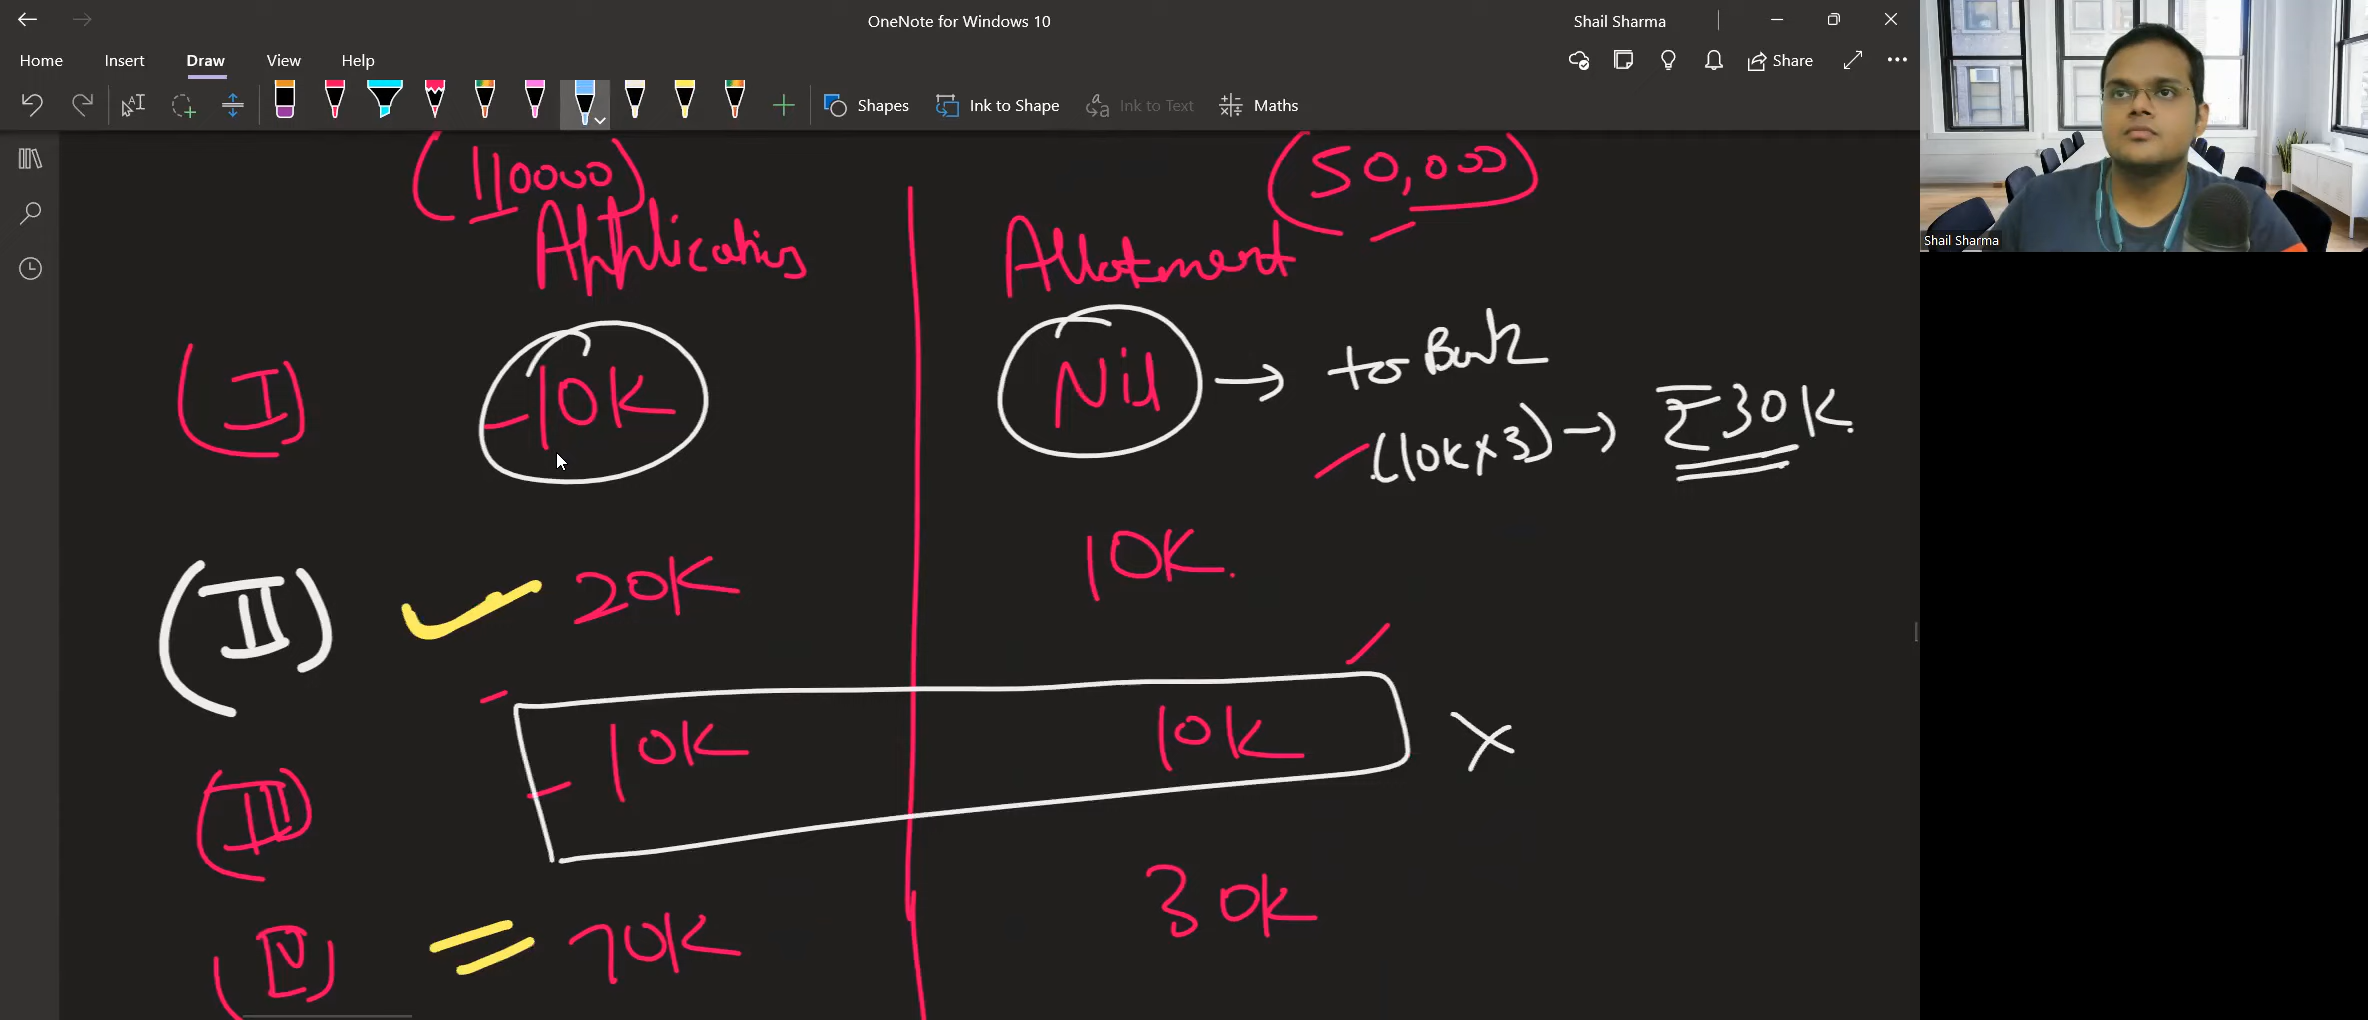 OneNote for Windows 10
Shail Sharma
Home Insert Draw View Help
Share
Shapes Ink to Shape Ink to Text Maths
(110000) (50,000)
Applications Allotment
(I) -10K Nil → to Bank
(10K x 3) → ₹30K.
(II) 20K 10K.
(III) 10K 10K X
(IV) 70K 30K
Shail Sharma